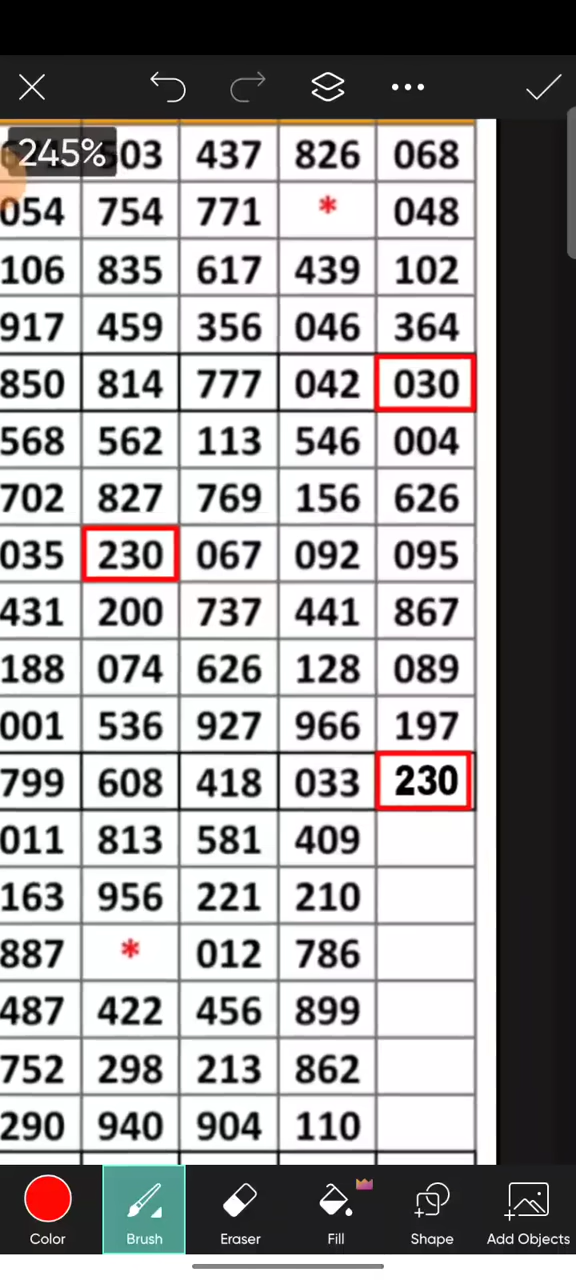 245% 03 437 826 068
054 754 771 * 048
106 835 617 439 102
917 459 356 046 364
850 814 777 042 030
568 562 113 546 004
702 827 769 156 626
035 230 067 092 095
431 200 737 441 867
188 074 626 128 089
001 536 927 966 197
799 608 418 033 230
011 813 581 409
163 956 221 210
887 * 012 786
487 422 456 899
752 298 213 862
290 940 904 110
Color Brush Eraser Fill Shape Add Objects